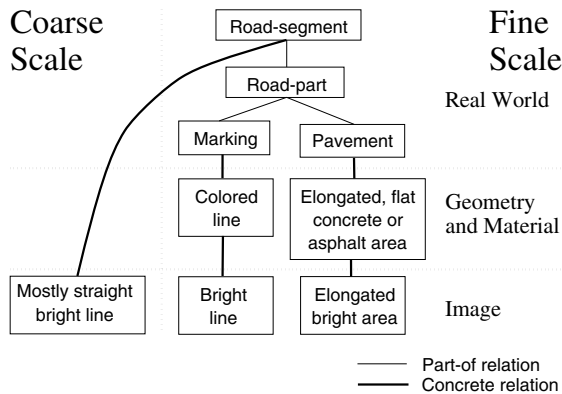 Coarse
Scale
Road-segment
Fine
Scale
Road-part
Real World
Marking
Pavement
Colored
line
Elongated, flat
concrete or
asphalt area
Geometry
and Material
Mostly straight
bright line
Bright
line
Elongated
bright area
Image
Part-of relation
Concrete relation